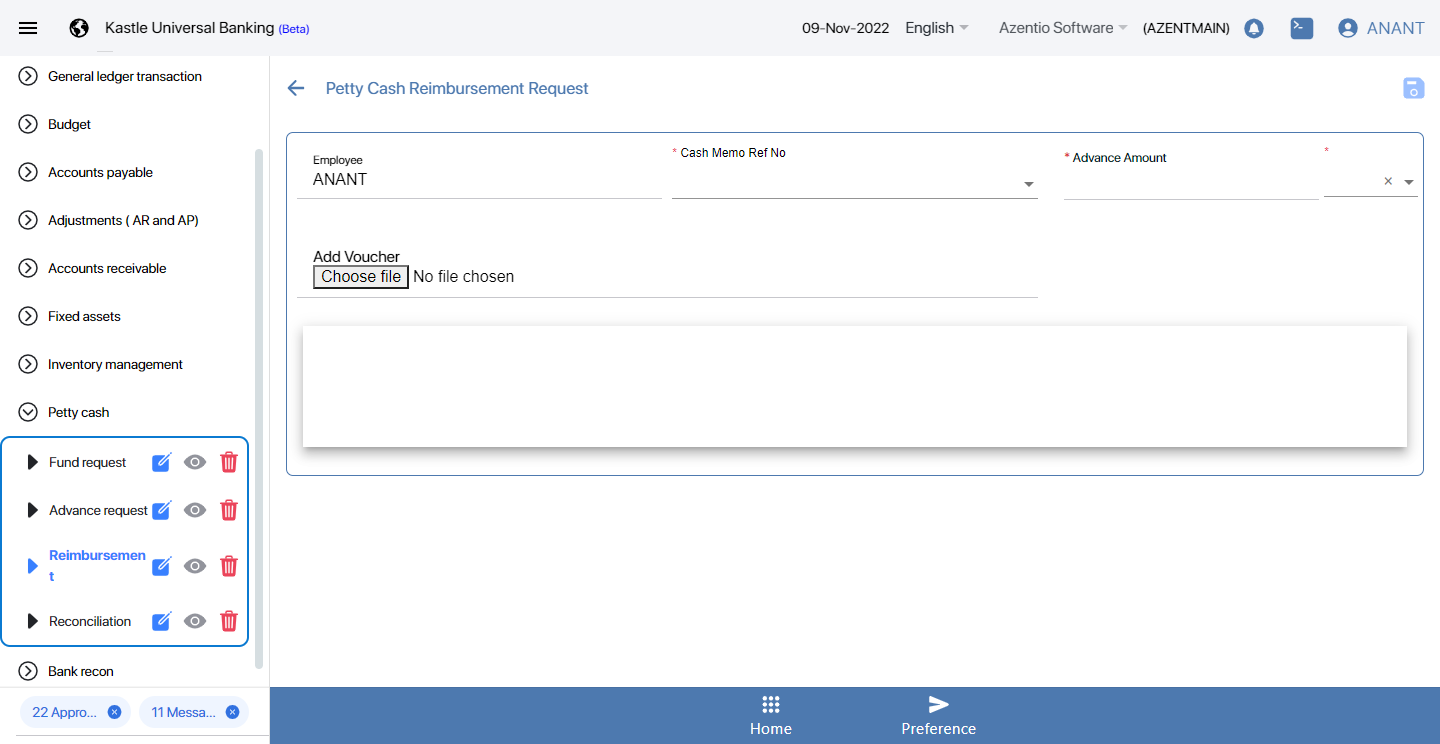 Kastle Universal Banking (Beta)
09-Nov-2022 English Azentio Software (AZENTMAIN) ANANT
General ledger transaction
Budget
Accounts payable
Adjustments ( AR and AP)
Accounts receivable
Fixed assets
Inventory management
Petty cash
Fund request
Advance request
Reimbursemen
t
Reconciliation
Bank recon
22 Appro...
11 Messa...
Petty Cash Reimbursement Request
Employee
ANANT
* Cash Memo Ref No
* Advance Amount
*
Add Voucher
Choose file No file chosen
Home
Preference